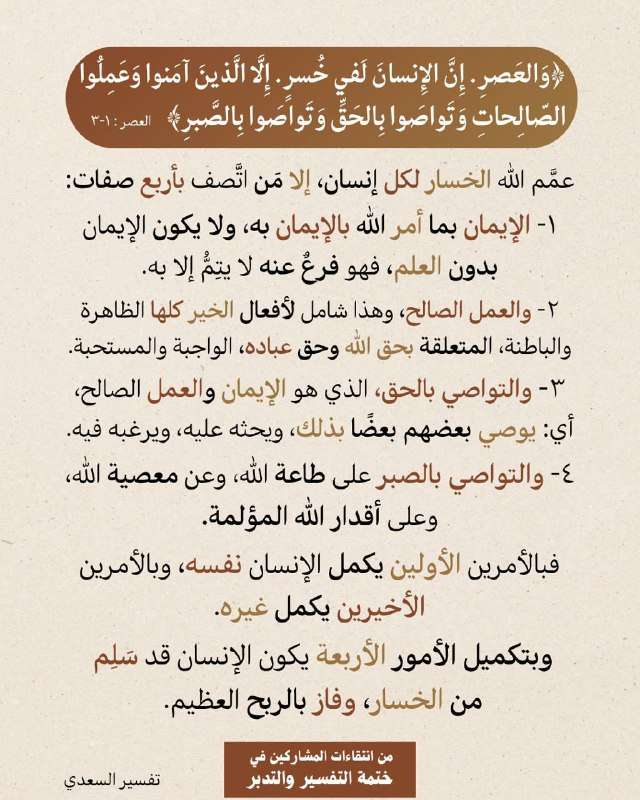 ﴿وَالعَصرِ. إِنَّ الإِنسانَ لَفي خُسرٍ. إِلَّا الَّذينَ آمَنوا وَعَمِلُوا
الصّالِحاتِ وَتَواصَوا بِالحَقِّ وَتَواصَوا بِالصَّبرِ﴾ العصر: ١-٣
عمَّم الله الخسار لكل إنسان، إلا مَن اتَّصف بأربع صفات:
١- الإيمان بما أمر الله بالإيمان به، ولا يكون الإيمان
بدون العلم، فهو فرعٌ عنه لا يتِمُّ إلا به.
٢- والعمل الصالح، وهذا شامل لأفعال الخير كلها الظاهرة
والباطنة، المتعلقة بحق الله وحق عباده، الواجبة والمستحبة.
٣- والتواصي بالحق، الذي هو الإيمان والعمل الصالح،
أي: يوصي بعضهم بعضًا بذلك، ويحثه عليه، ويرغبه فيه.
٤- والتواصي بالصبر على طاعة الله، وعن معصية الله،
وعلى أقدار الله المؤلمة.
فبالأمرين الأولين يكمل الإنسان نفسه، وبالأمرين
الأخيرين يكمل غيره.
وبتكميل الأمور الأربعة يكون الإنسان قد سَلِم
من الخسار، وفاز بالربح العظيم.
من انتقاءات المشاركين في
ختمة التفسير والتدبر
تفسير السعدي